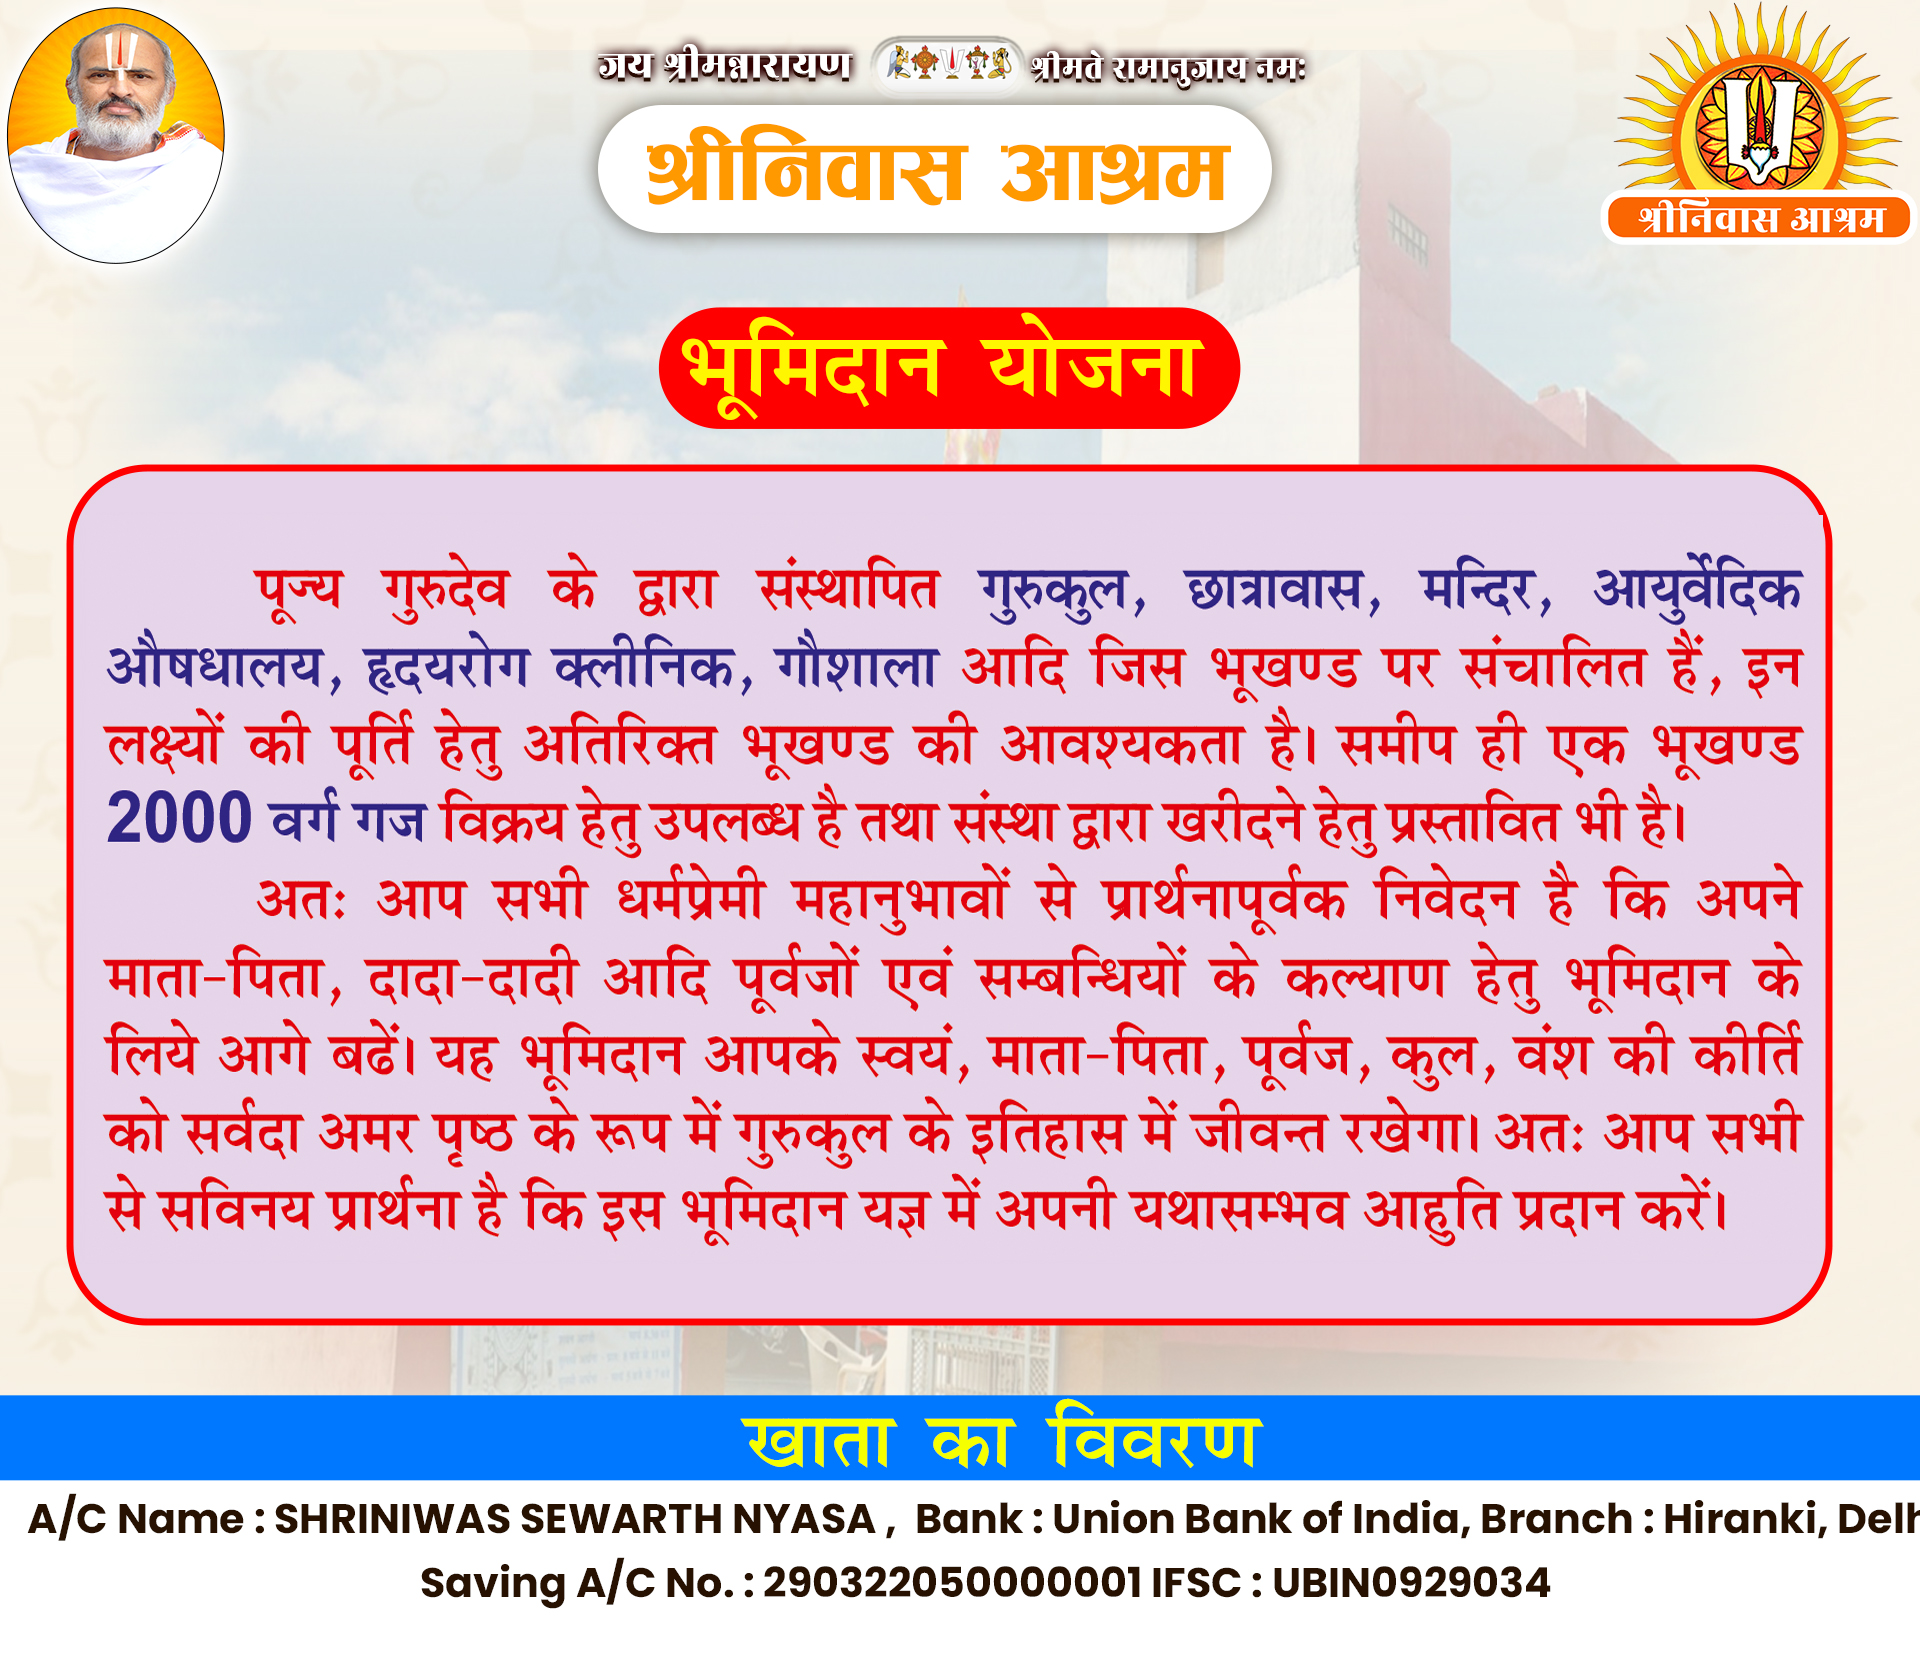 जय श्रीमन्नारायण श्रीमते रामानुजाय नमः
श्रीनिवास आश्रम
श्रीनिवास आश्रम
भूमिदान योजना
पूज्य गुरुदेव के द्वारा संस्थापित गुरुकुल, छात्रावास, मन्दिर, आयुर्वेदिक
औषधालय, हृदयरोग क्लीनिक, गौशाला आदि जिस भूखण्ड पर संचालित हैं, इन
लक्ष्यों की पूर्ति हेतु अतिरिक्त भूखण्ड की आवश्यकता है। समीप ही एक भूखण्ड
2000 वर्ग गज विक्रय हेतु उपलब्ध है तथा संस्था द्वारा खरीदने हेतु प्रस्तावित भी है।
अतः आप सभी धर्मप्रेमी महानुभावों से प्रार्थनापूर्वक निवेदन है कि अपने
माता-पिता, दादा-दादी आदि पूर्वजों एवं सम्बन्धियों के कल्याण हेतु भूमिदान के
लिये आगे बढें। यह भूमिदान आपके स्वयं, माता-पिता, पूर्वज, कुल, वंश की कीर्ति
को सर्वदा अमर पृष्ठ के रूप में गुरुकुल के इतिहास में जीवन्त रखेगा। अतः आप सभी
से सविनय प्रार्थना है कि इस भूमिदान यज्ञ में अपनी यथासम्भव आहुति प्रदान करें।
खाता का विवरण
A/C Name : SHRINIWAS SEWARTH NYASA , Bank : Union Bank of India, Branch : Hiranki, Delh
Saving A/C No. : 290322050000001 IFSC : UBIN0929034